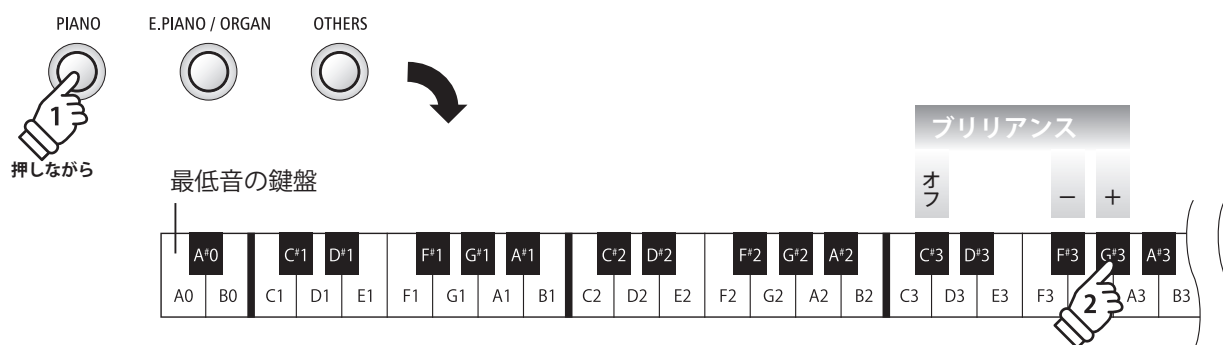 PIANO E.PIANO / ORGAN OTHERS
1
押しながら
ブリリアンス
オフ − +
最低音の鍵盤
A#0 C#1 D#1 F#1 G#1 A#1 C#2 D#2 F#2 G#2 A#2 C#3 D#3 F#3 G#3 A#3
A0 B0 C1 D1 E1 F1 G1 A1 B1 C2 D2 E2 F2 G2 A2 B2 C3 D3 E3 F3 A3 B3
2